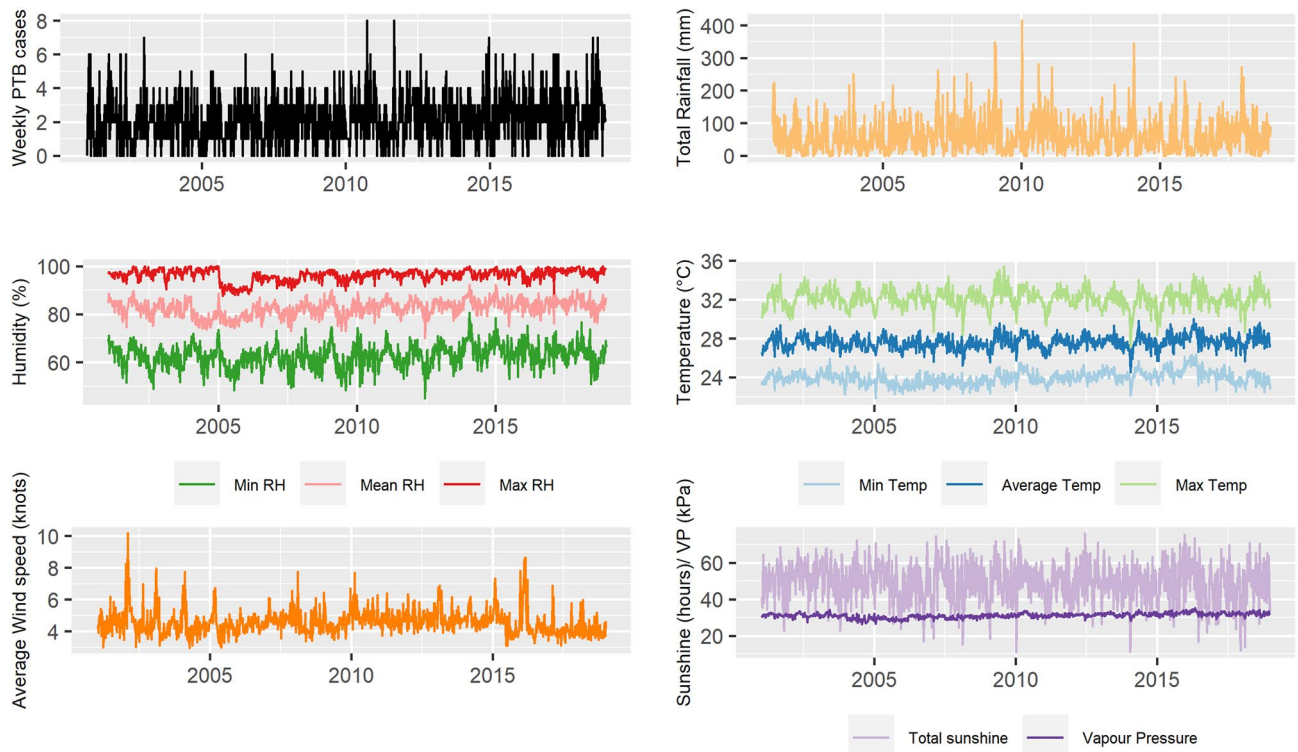 Weekly PTB cases
8
6
4
2
0
2005 2010 2015
Total Rainfall (mm)
400
300
200
100
0
2005 2010 2015
Humidity (%)
100
80
60
2005 2010 2015
Min RH Mean RH Max RH
Temperature (°C)
36
32
28
24
2005 2010 2015
Min Temp Average Temp Max Temp
Average Wind speed (knots)
10
8
6
4
2005 2010 2015
Sunshine (hours)/ VP (kPa)
60
40
20
2005 2010 2015
Total sunshine Vapour Pressure